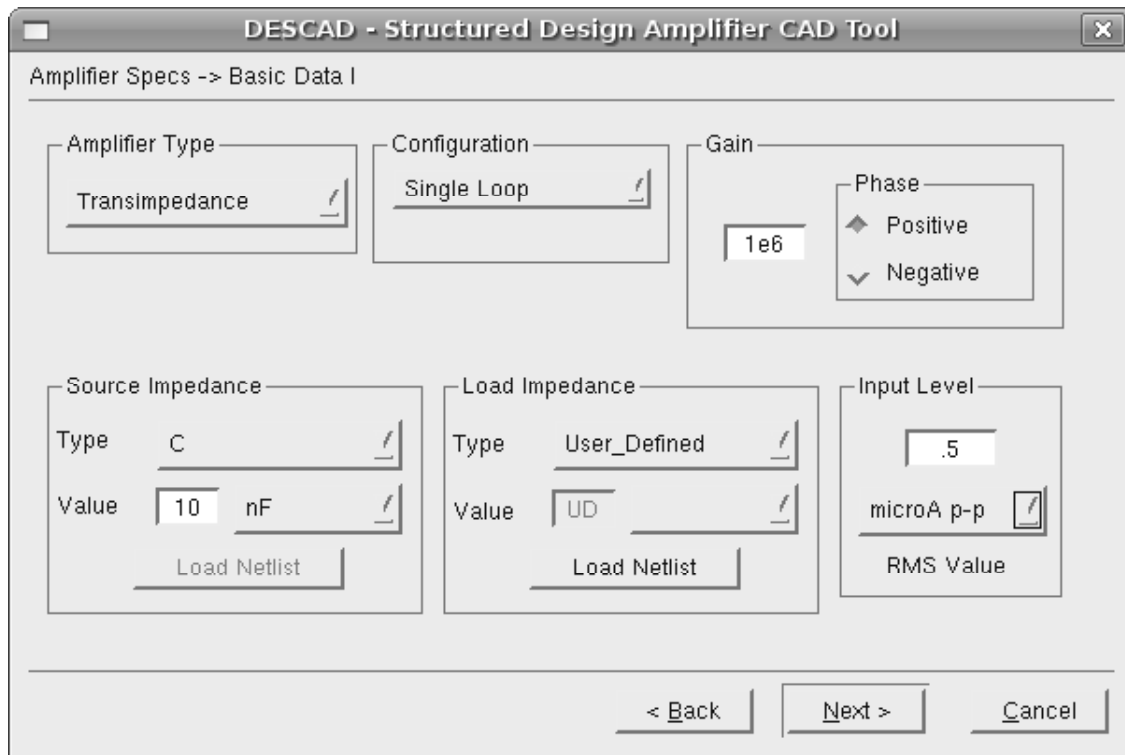 DESCAD - Structured Design Amplifier CAD Tool
Amplifier Specs -> Basic Data I
Amplifier Type
Transimpedance
Configuration
Single Loop
Gain
1e6
Phase
Positive
Negative
Source Impedance
Type C
Value 10 nF
Load Netlist
Load Impedance
Type User_Defined
Value UD
Load Netlist
Input Level
.5
microA p-p
RMS Value
< Back
Next >
Cancel